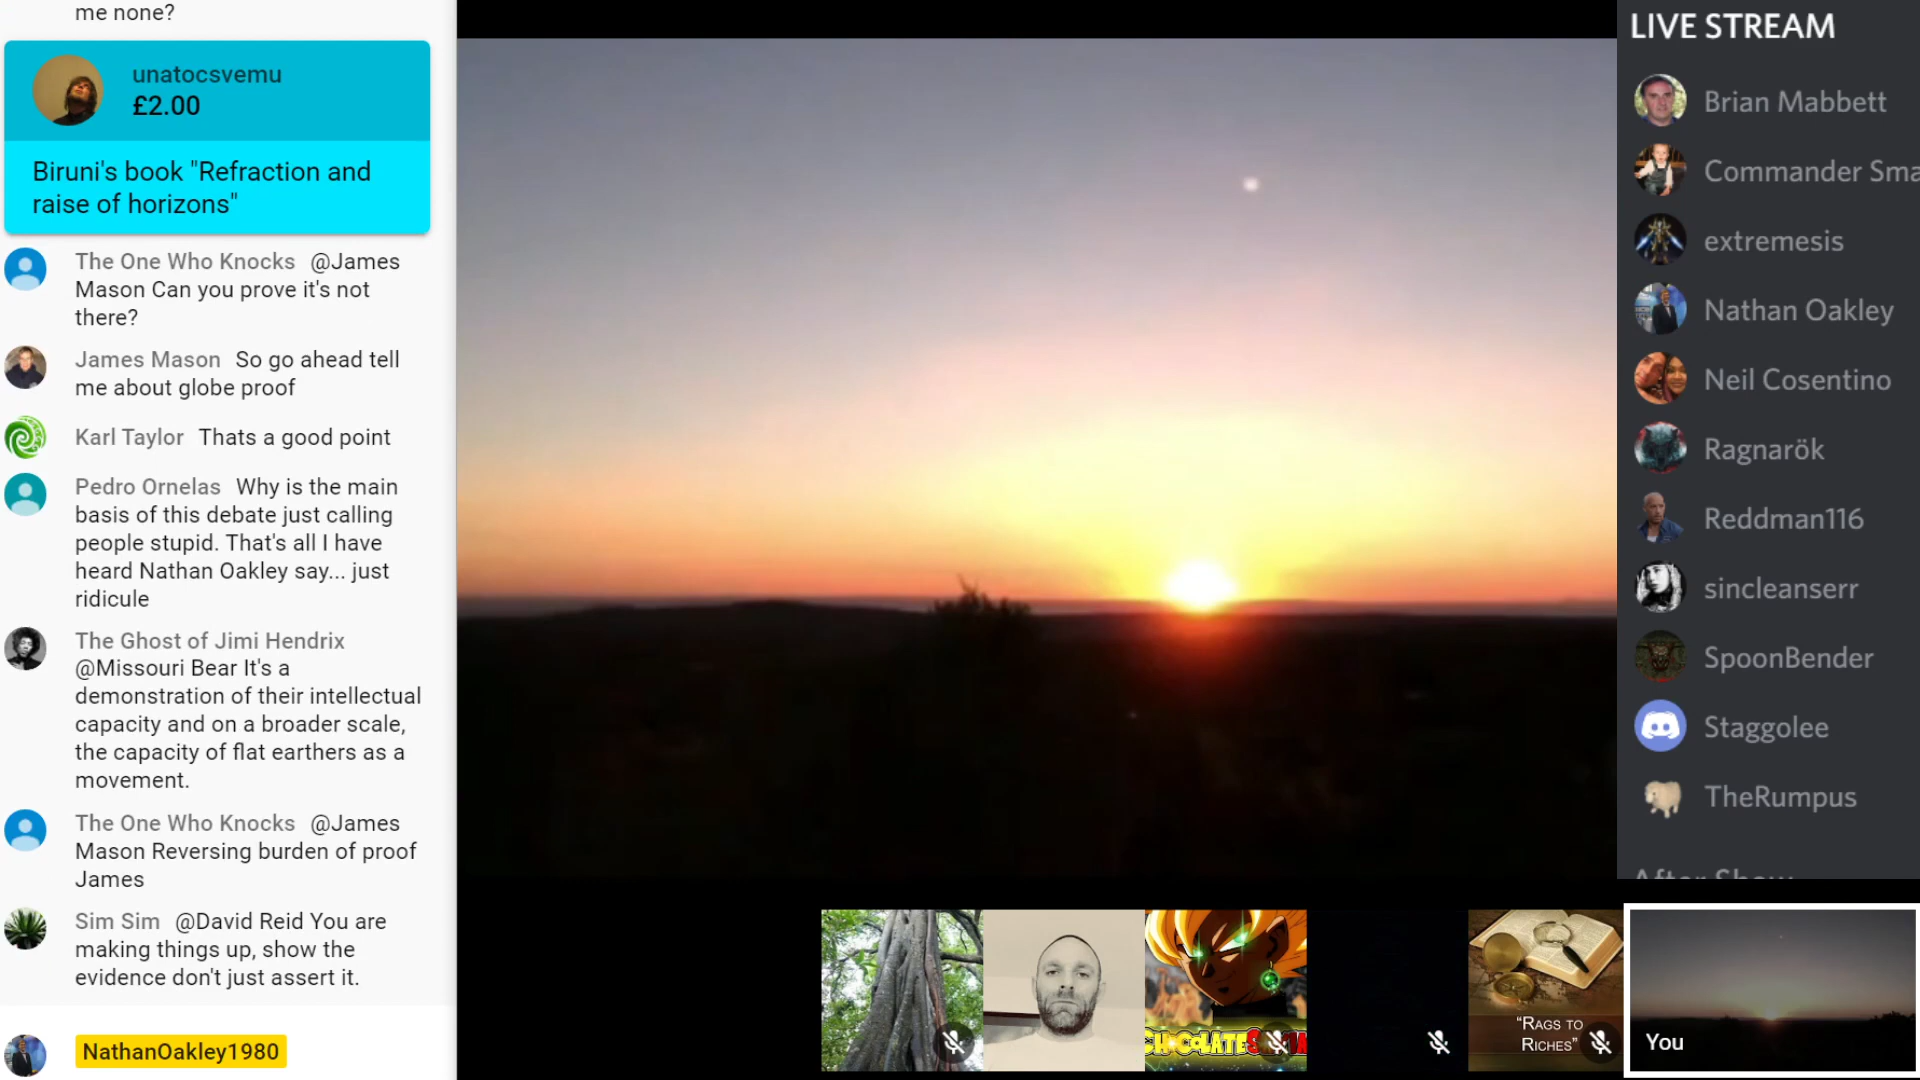 me none?
unatocsvemu
£2.00
Biruni's book "Refraction and
raise of horizons"
The One Who Knocks @James
Mason Can you prove it's not
there?
James Mason So go ahead tell
me about globe proof
Karl Taylor Thats a good point
Pedro Ornelas Why is the main
basis of this debate just calling
people stupid. That's all I have
heard Nathan Oakley say... just
ridicule
The Ghost of Jimi Hendrix
@Missouri Bear It's a
demonstration of their intellectual
capacity and on a broader scale,
the capacity of flat earthers as a
movement.
The One Who Knocks @James
Mason Reversing burden of proof
James
Sim Sim @David Reid You are
making things up, show the
evidence don't just assert it.
NathanOakley1980
LIVE STREAM
Brian Mabbett
Commander Sma
extremesis
Nathan Oakley
Neil Cosentino
Ragnarök
Reddman116
sincleanserr
SpoonBender
Staggolee
TheRumpus
After Show
CHOCOLATE
"RAGS TO
RICHES"
You